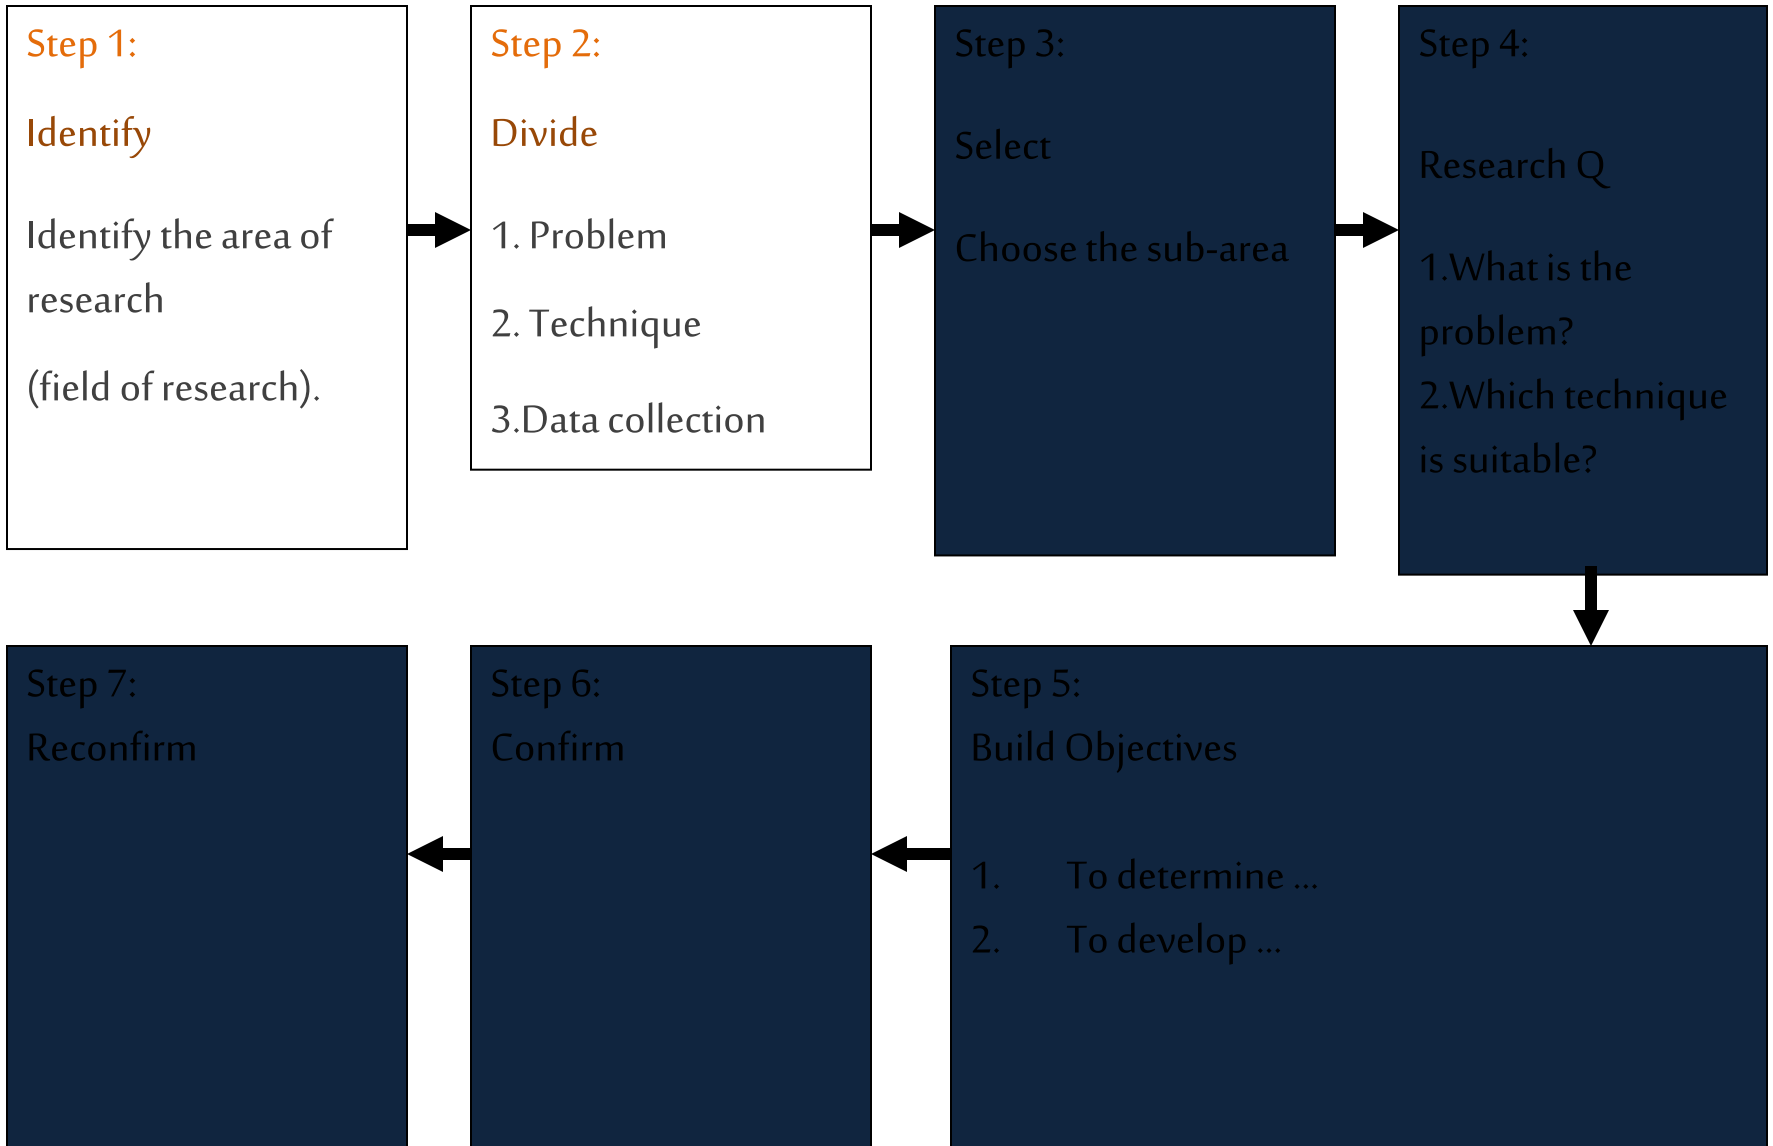 Step 1:
Identify
Identify the area of
research
(field of research).
Step 2:
Divide
1. Problem
2. Technique
3.Data collection
Step 3:
Select
Choose the sub-area
Step 4:
Research Q
1.What is the
problem?
2.Which technique
is suitable?
Step 5:
Build Objectives
1. To determine ...
2. To develop ...
Step 6:
Confirm
Step 7:
Reconfirm